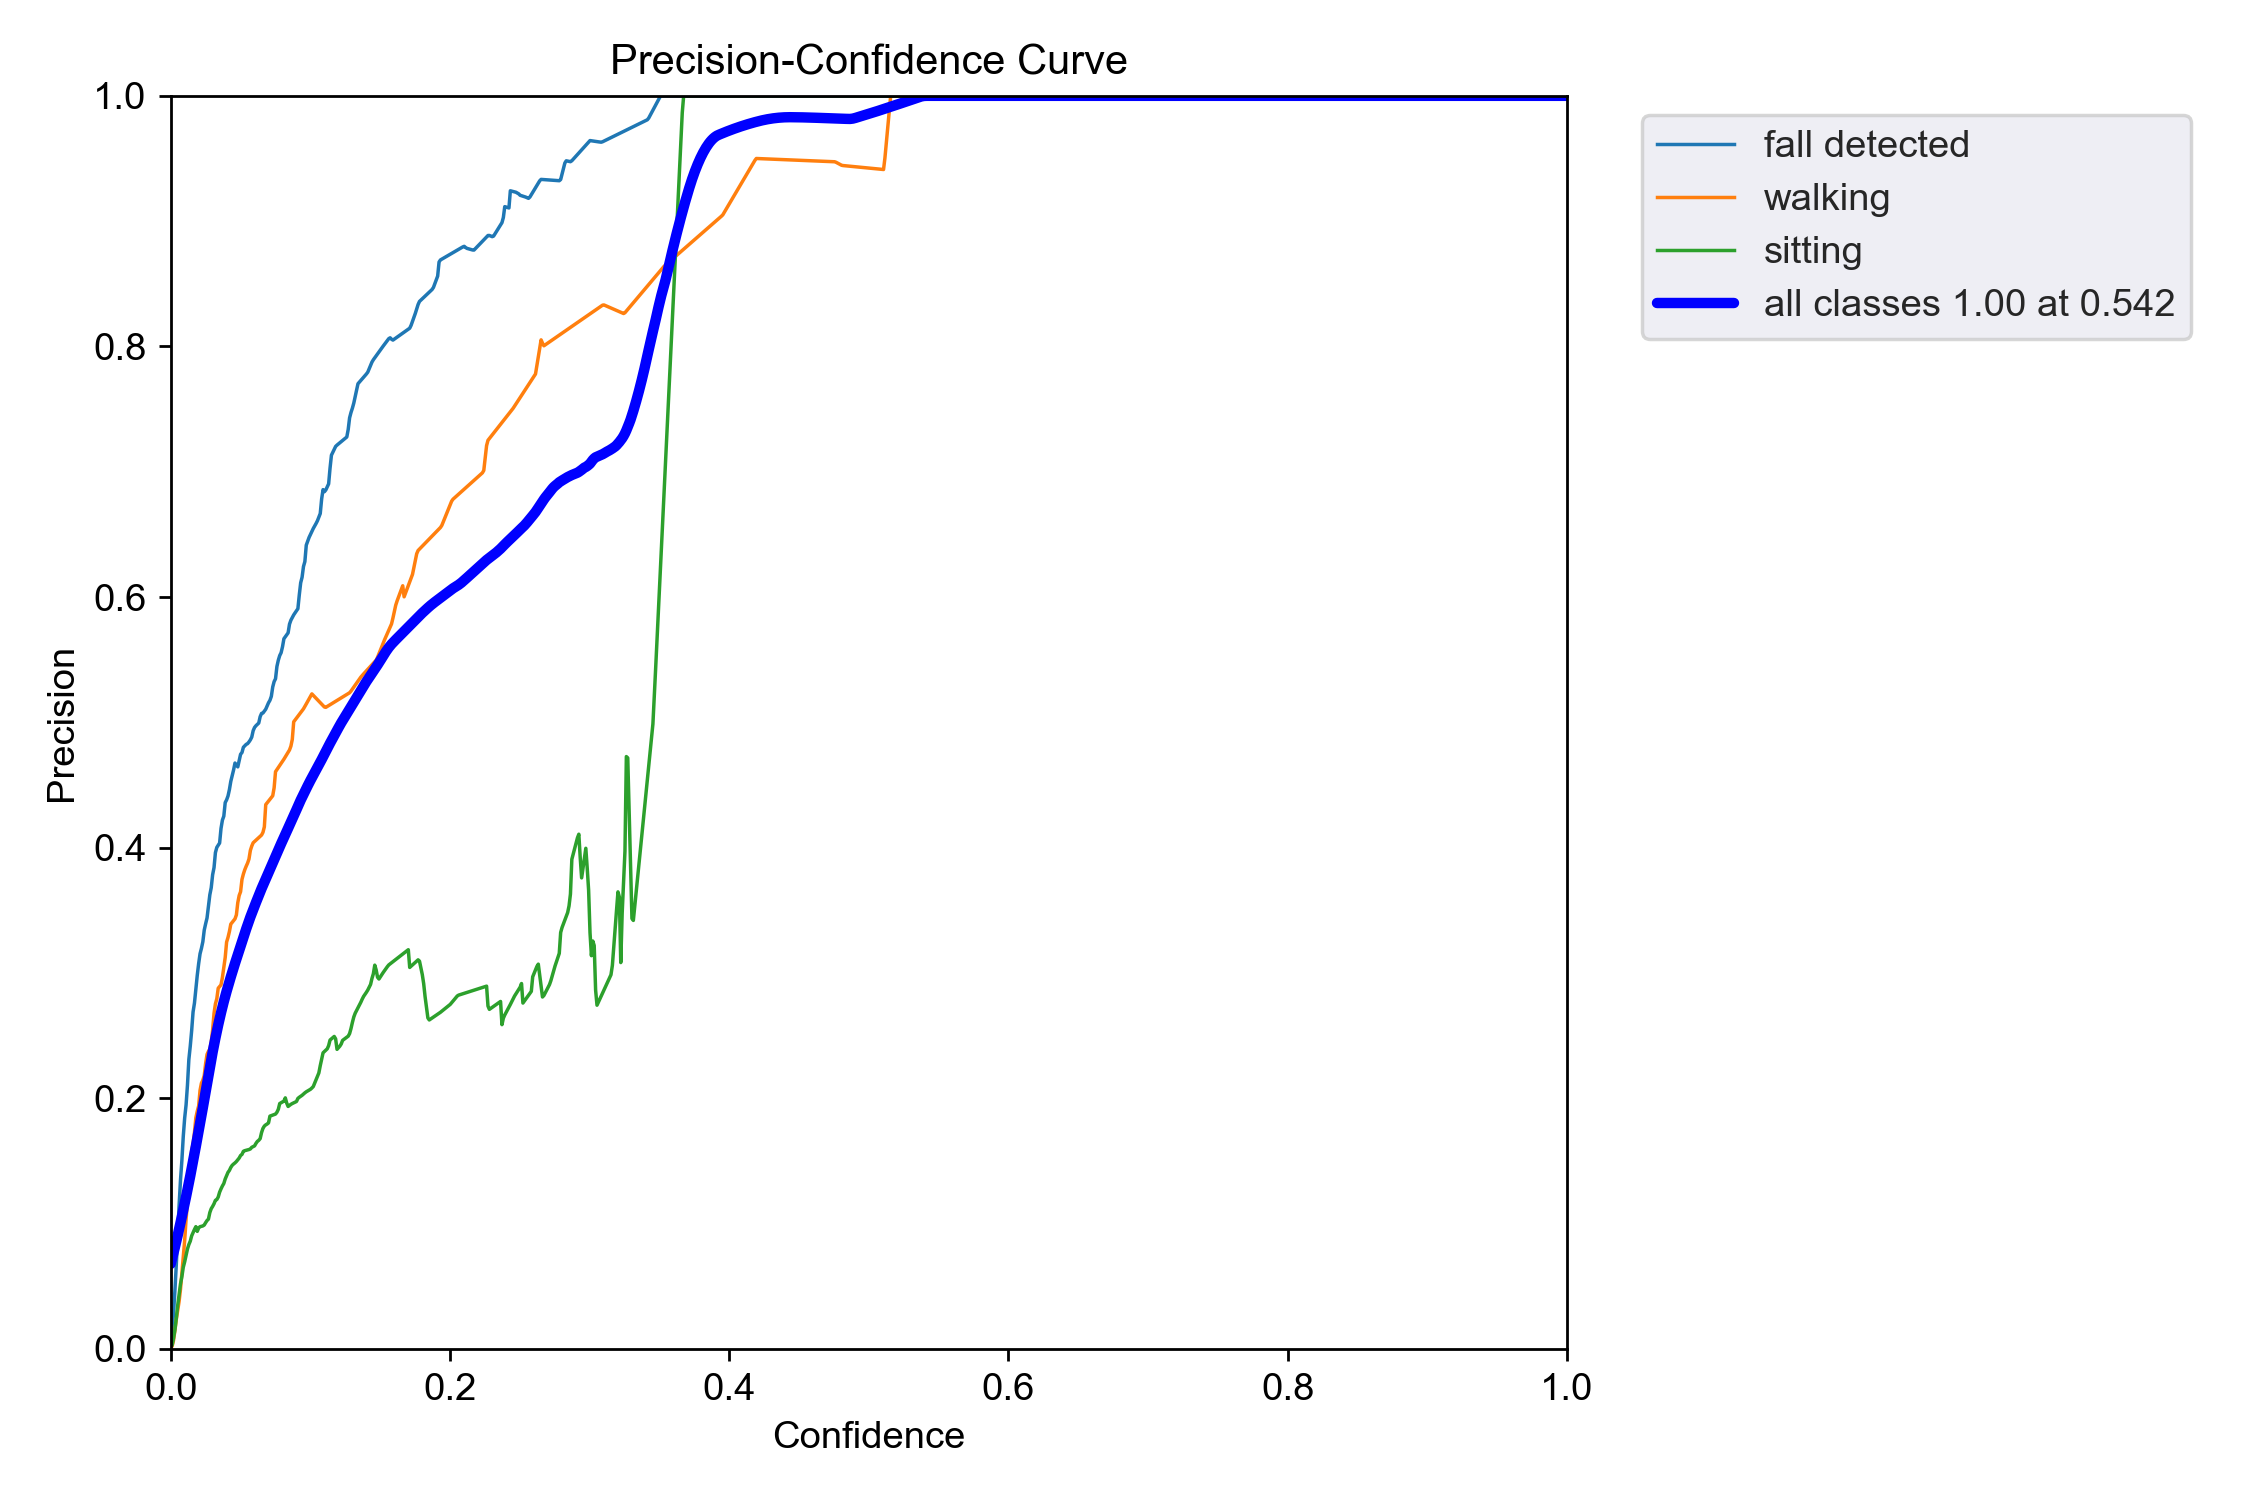 Precision-Confidence Curve
1.0
0.8
0.6
0.4
0.2
0.0
Precision
0.0 0.2 0.4 0.6 0.8 1.0
Confidence
fall detected
walking
sitting
all classes 1.00 at 0.542